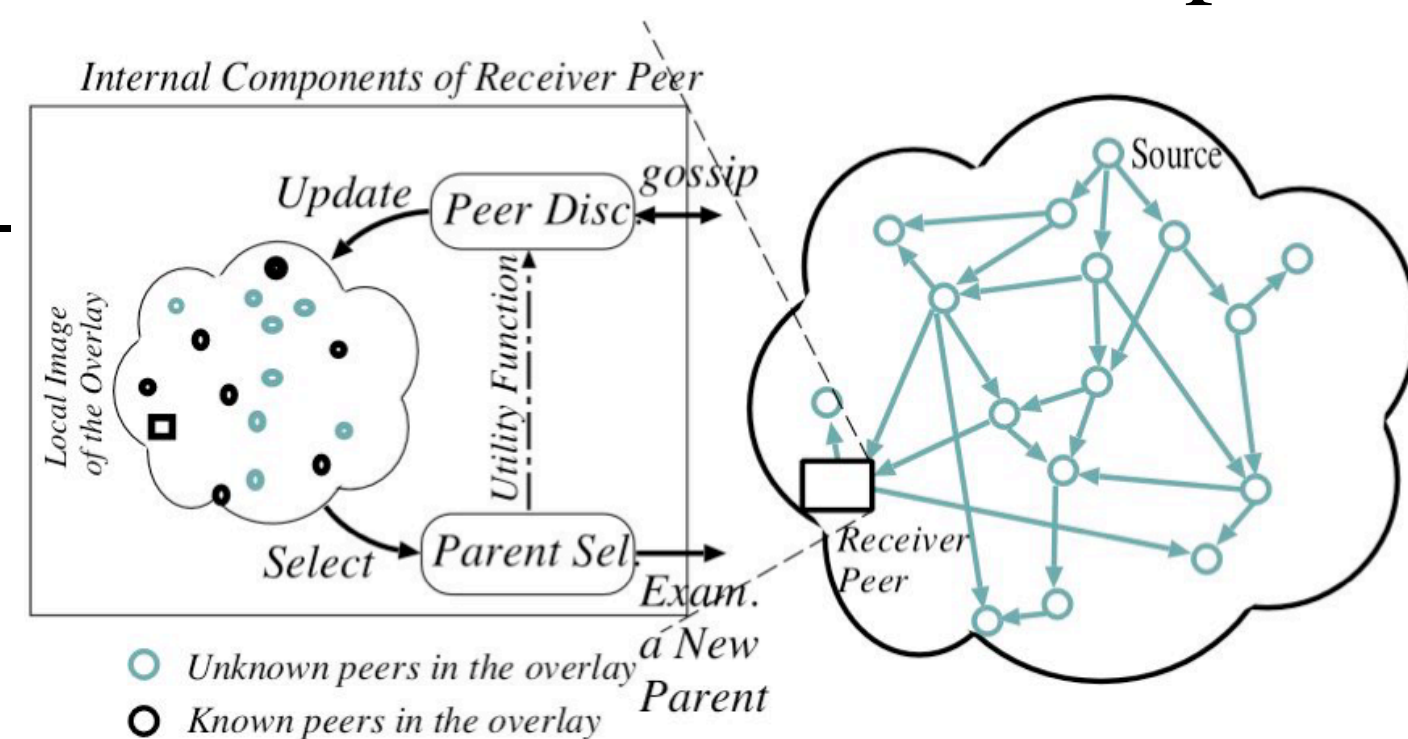 Internal Components of Receiver Peer
Update
Peer Disc.
gossip
Source
Local Image
of the Overlay
Utility Function
Select
Parent Sel.
Exam.
a New
Parent
Receiver
Peer
Unknown peers in the overlay
Known peers in the overlay